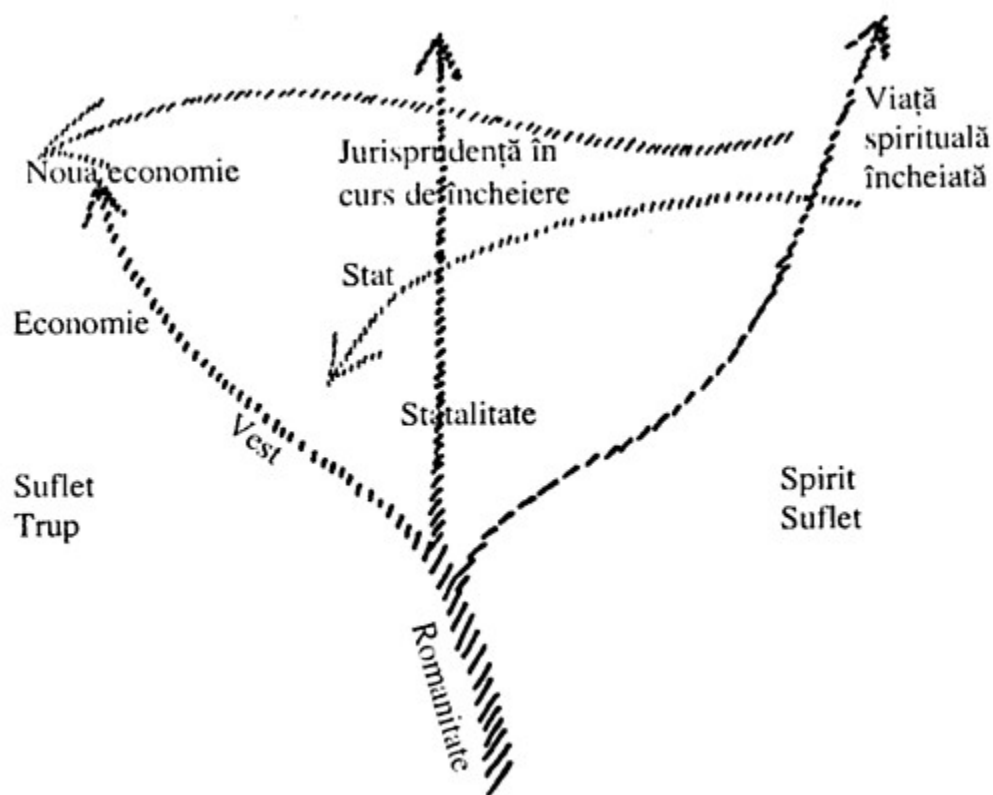 Noua economie
Jurisprudență în
curs de încheiere
Viață
spirituală
încheiată
Stat
Economie
Statalitate
Vest
Suflet
Trup
Spirit
Suflet
Romanitate